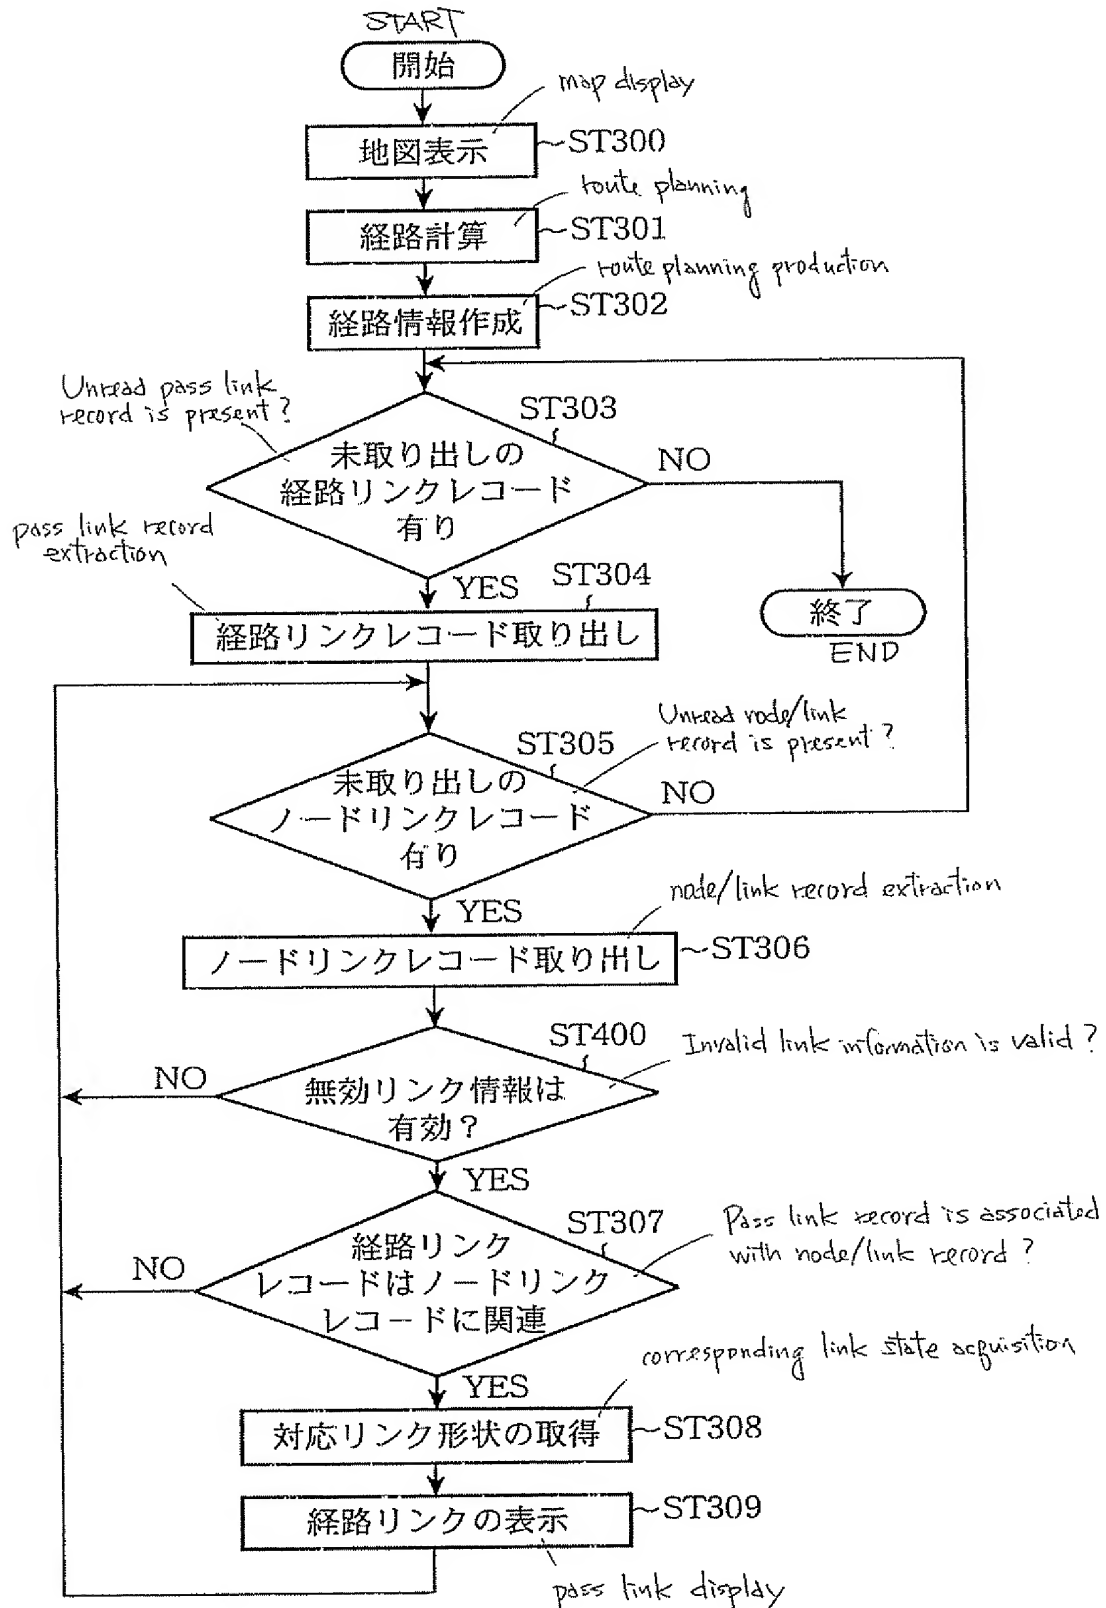 START
開始
map display
地図表示
ST300
route planning
経路計算
ST301
route planning production
経路情報作成
ST302
Unread pass link
record is present?
ST303
未取り出しの
経路リンクレコード
有り
NO
pass link record
extraction
YES
ST304
経路リンクレコード取り出し
終了
END
Unread node/link
record is present?
ST305
未取り出しの
ノードリンクレコード
有り
NO
YES
node/link record extraction
ノードリンクレコード取り出し
ST306
ST400
Invalid link information is valid?
無効リンク情報は
有効？
NO
YES
ST307
Pass link record is associated
with node/link record?
経路リンク
レコードはノードリンク
レコードに関連
NO
YES
corresponding link state acquisition
対応リンク形状の取得
ST308
経路リンクの表示
ST309
pass link display